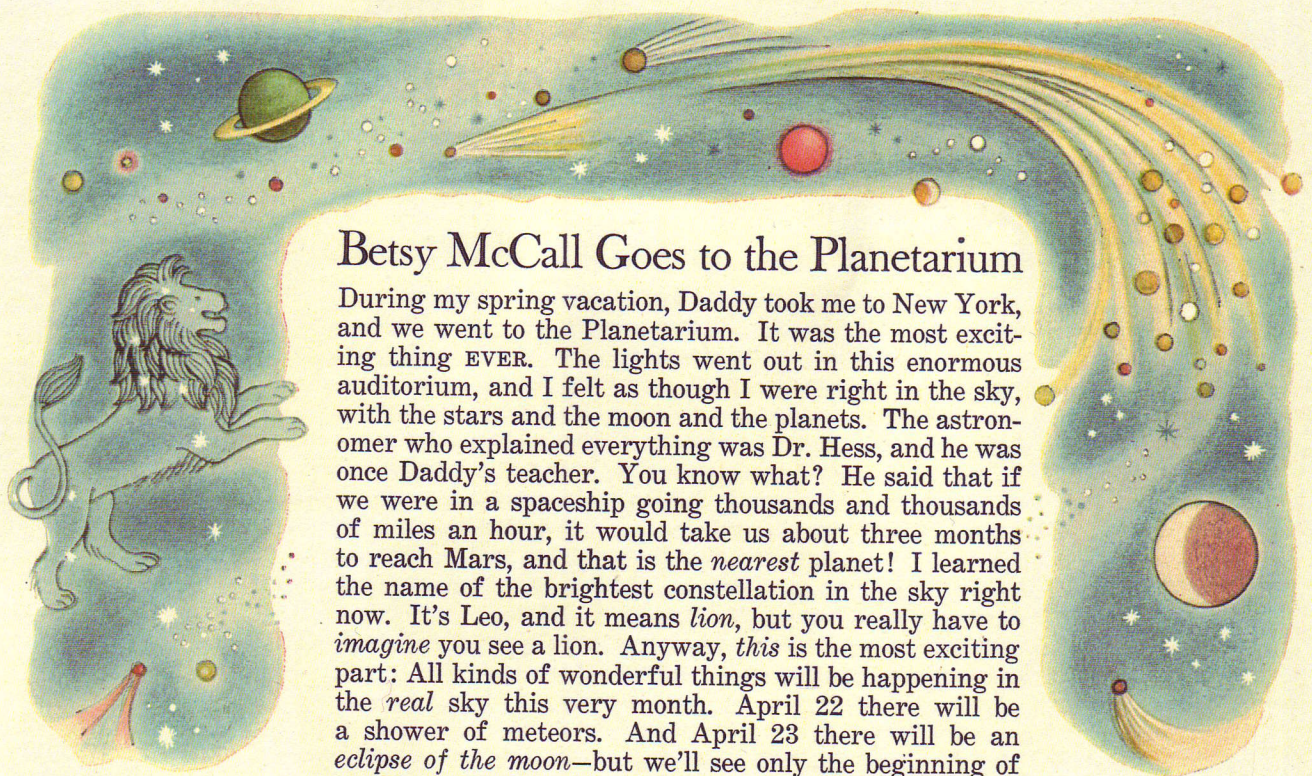 Betsy McCall Goes to the Planetarium
During my spring vacation, Daddy took me to New York,
and we went to the Planetarium. It was the most excit-
ing thing EVER. The lights went out in this enormous
auditorium, and I felt as though I were right in the sky,
with the stars and the moon and the planets. The astron-
omer who explained everything was Dr. Hess, and he was
once Daddy's teacher. You know what? He said that if
we were in a spaceship going thousands and thousands
of miles an hour, it would take us about three months
to reach Mars, and that is the nearest planet! I learned
the name of the brightest constellation in the sky right
now. It's Leo, and it means lion, but you really have to
imagine you see a lion. Anyway, this is the most exciting
part: All kinds of wonderful things will be happening in
the real sky this very month. April 22 there will be
a shower of meteors. And April 23 there will be an
eclipse of the moon—but we'll see only the beginning of